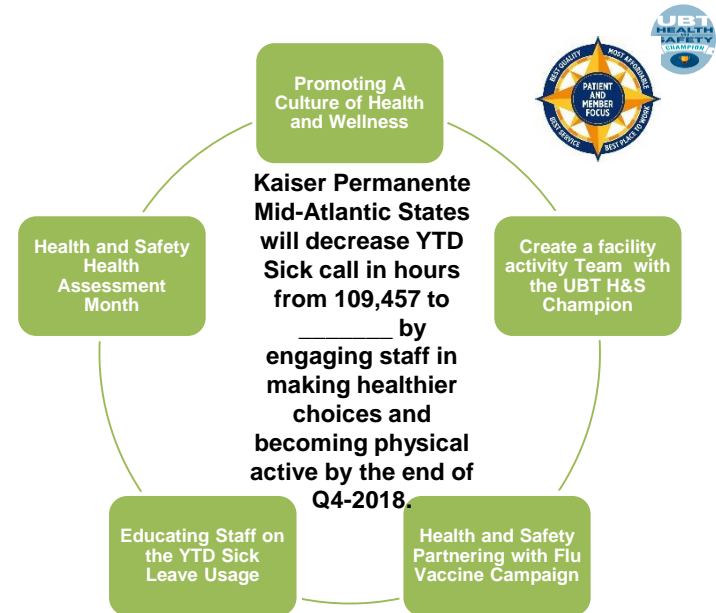 UBT
HEALTH
SAFETY
CHAMPION
BEST QUALITY
MOST AFFORDABLE
PATIENT
AND
MEMBER
FOCUS
BEST SERVICE
BEST PLACE TO WORK
Promoting A
Culture of Health
and Wellness
Kaiser Permanente
Mid-Atlantic States
will decrease YTD
Sick call in hours
from 109,457 to
_______ by
engaging staff in
making healthier
choices and
becoming physical
active by the end of
Q4-2018.
Create a facility
activity Team with
the UBT H&S
Champion
Health and Safety
Partnering with Flu
Vaccine Campaign
Educating Staff on
the YTD Sick
Leave Usage
Health and Safety
Health
Assessment
Month